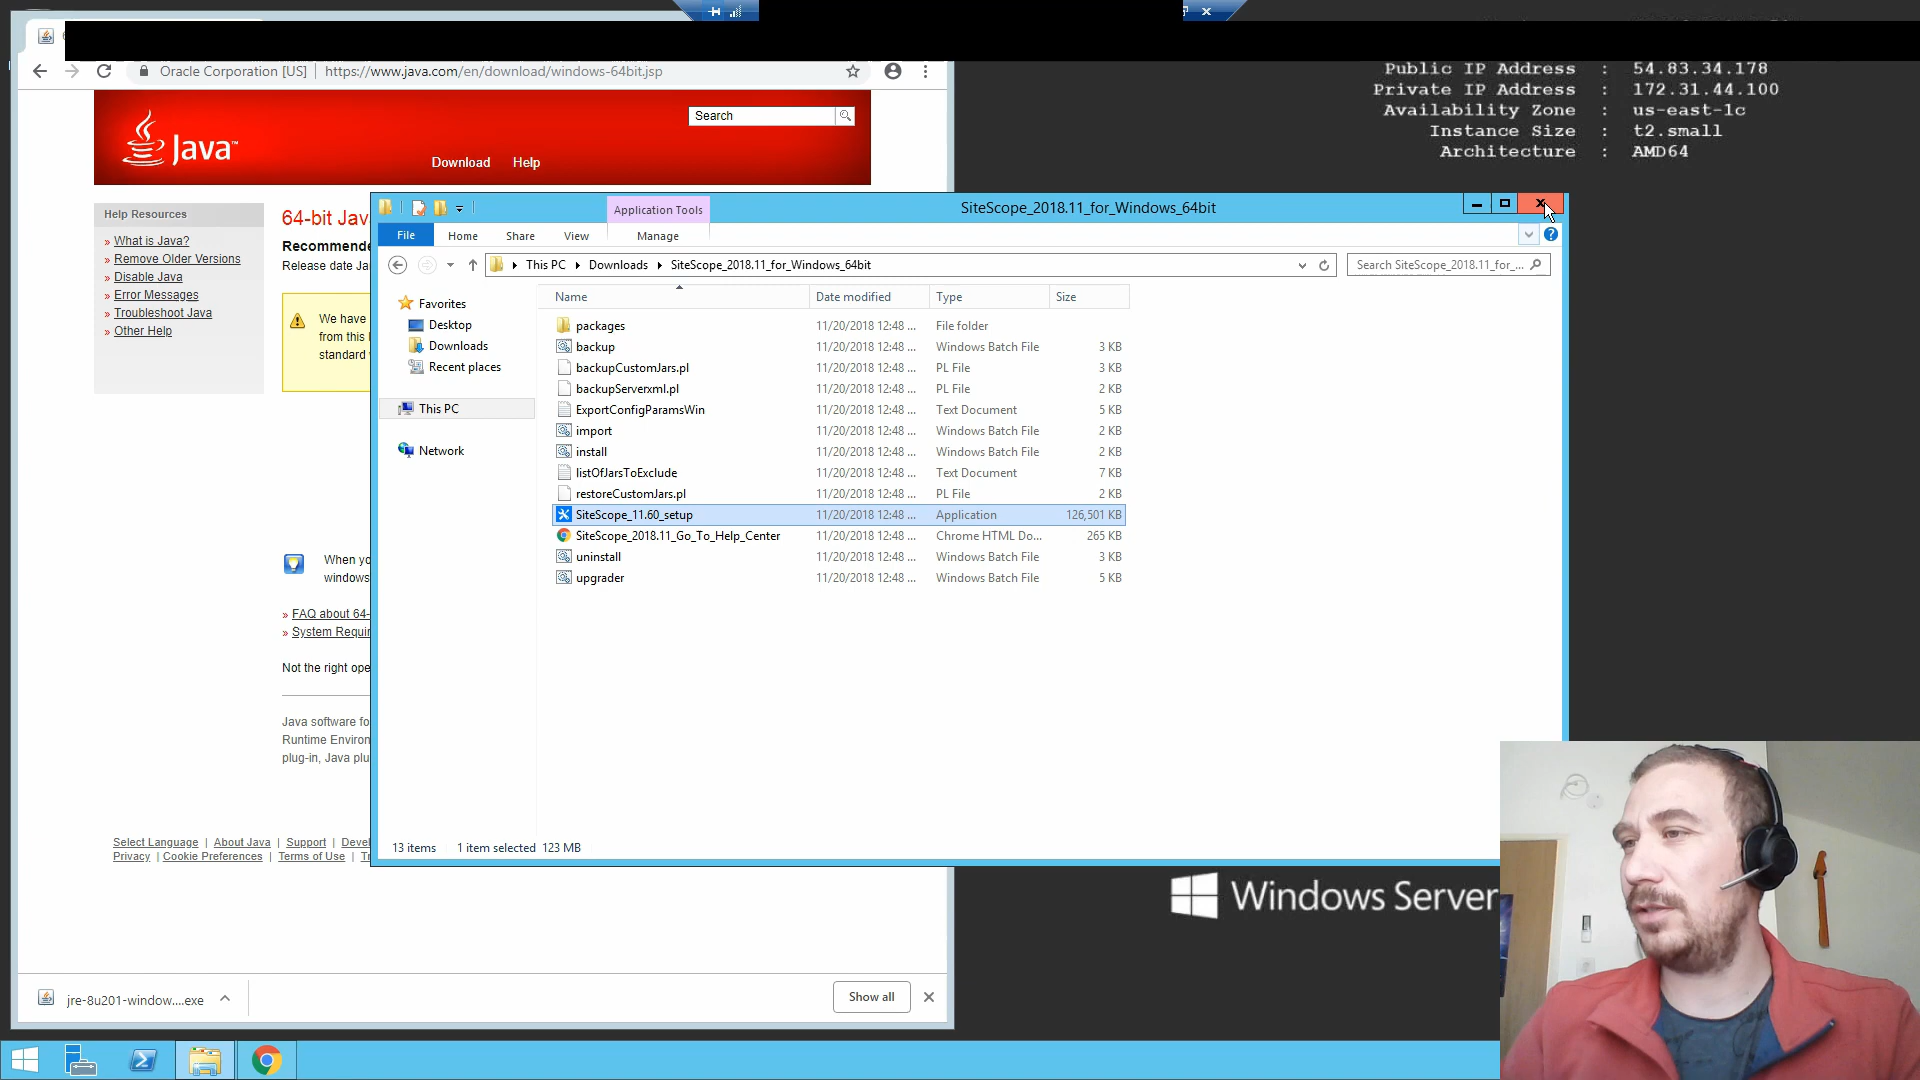 Oracle Corporation [US] | https://www.java.com/en/download/windows-64bit.jsp
Public IP Address : 54.83.34.178
Private IP Address : 172.31.44.100
Availability Zone : us-east-1c
Instance Size : t2.small
Architecture : AMD64
Java™
Search
Download Help
Help Resources
» What is Java?
» Remove Older Versions
» Disable Java
» Error Messages
» Troubleshoot Java
» Other Help
64-bit Jav
Recommende
Release date Ja
We have
from this
standard
When yo
windows
» FAQ about 64-
» System Requir
Not the right ope
Java software fo
Runtime Environ
plug-in, Java plu
Select Language | About Java | Support | Devel
Privacy | Cookie Preferences | Terms of Use | Tr
jre-8u201-window....exe
Show all
Application Tools
SiteScope_2018.11_for_Windows_64bit
File Home Share View Manage
This PC Downloads SiteScope_2018.11_for_Windows_64bit
Search SiteScope_2018.11_for_...
Favorites
Desktop
Downloads
Recent places
This PC
Network
Name Date modified Type Size
packages 11/20/2018 12:48 ... File folder
backup 11/20/2018 12:48 ... Windows Batch File 3 KB
backupCustomJars.pl 11/20/2018 12:48 ... PL File 3 KB
backupServerxml.pl 11/20/2018 12:48 ... PL File 2 KB
ExportConfigParamsWin 11/20/2018 12:48 ... Text Document 5 KB
import 11/20/2018 12:48 ... Windows Batch File 2 KB
install 11/20/2018 12:48 ... Windows Batch File 2 KB
listOfJarsToExclude 11/20/2018 12:48 ... Text Document 7 KB
restoreCustomJars.pl 11/20/2018 12:48 ... PL File 2 KB
SiteScope_11.60_setup 11/20/2018 12:48 ... Application 126,501 KB
SiteScope_2018.11_Go_To_Help_Center 11/20/2018 12:48 ... Chrome HTML Do... 265 KB
uninstall 11/20/2018 12:48 ... Windows Batch File 3 KB
upgrader 11/20/2018 12:48 ... Windows Batch File 5 KB
13 items 1 item selected 123 MB
Windows Server